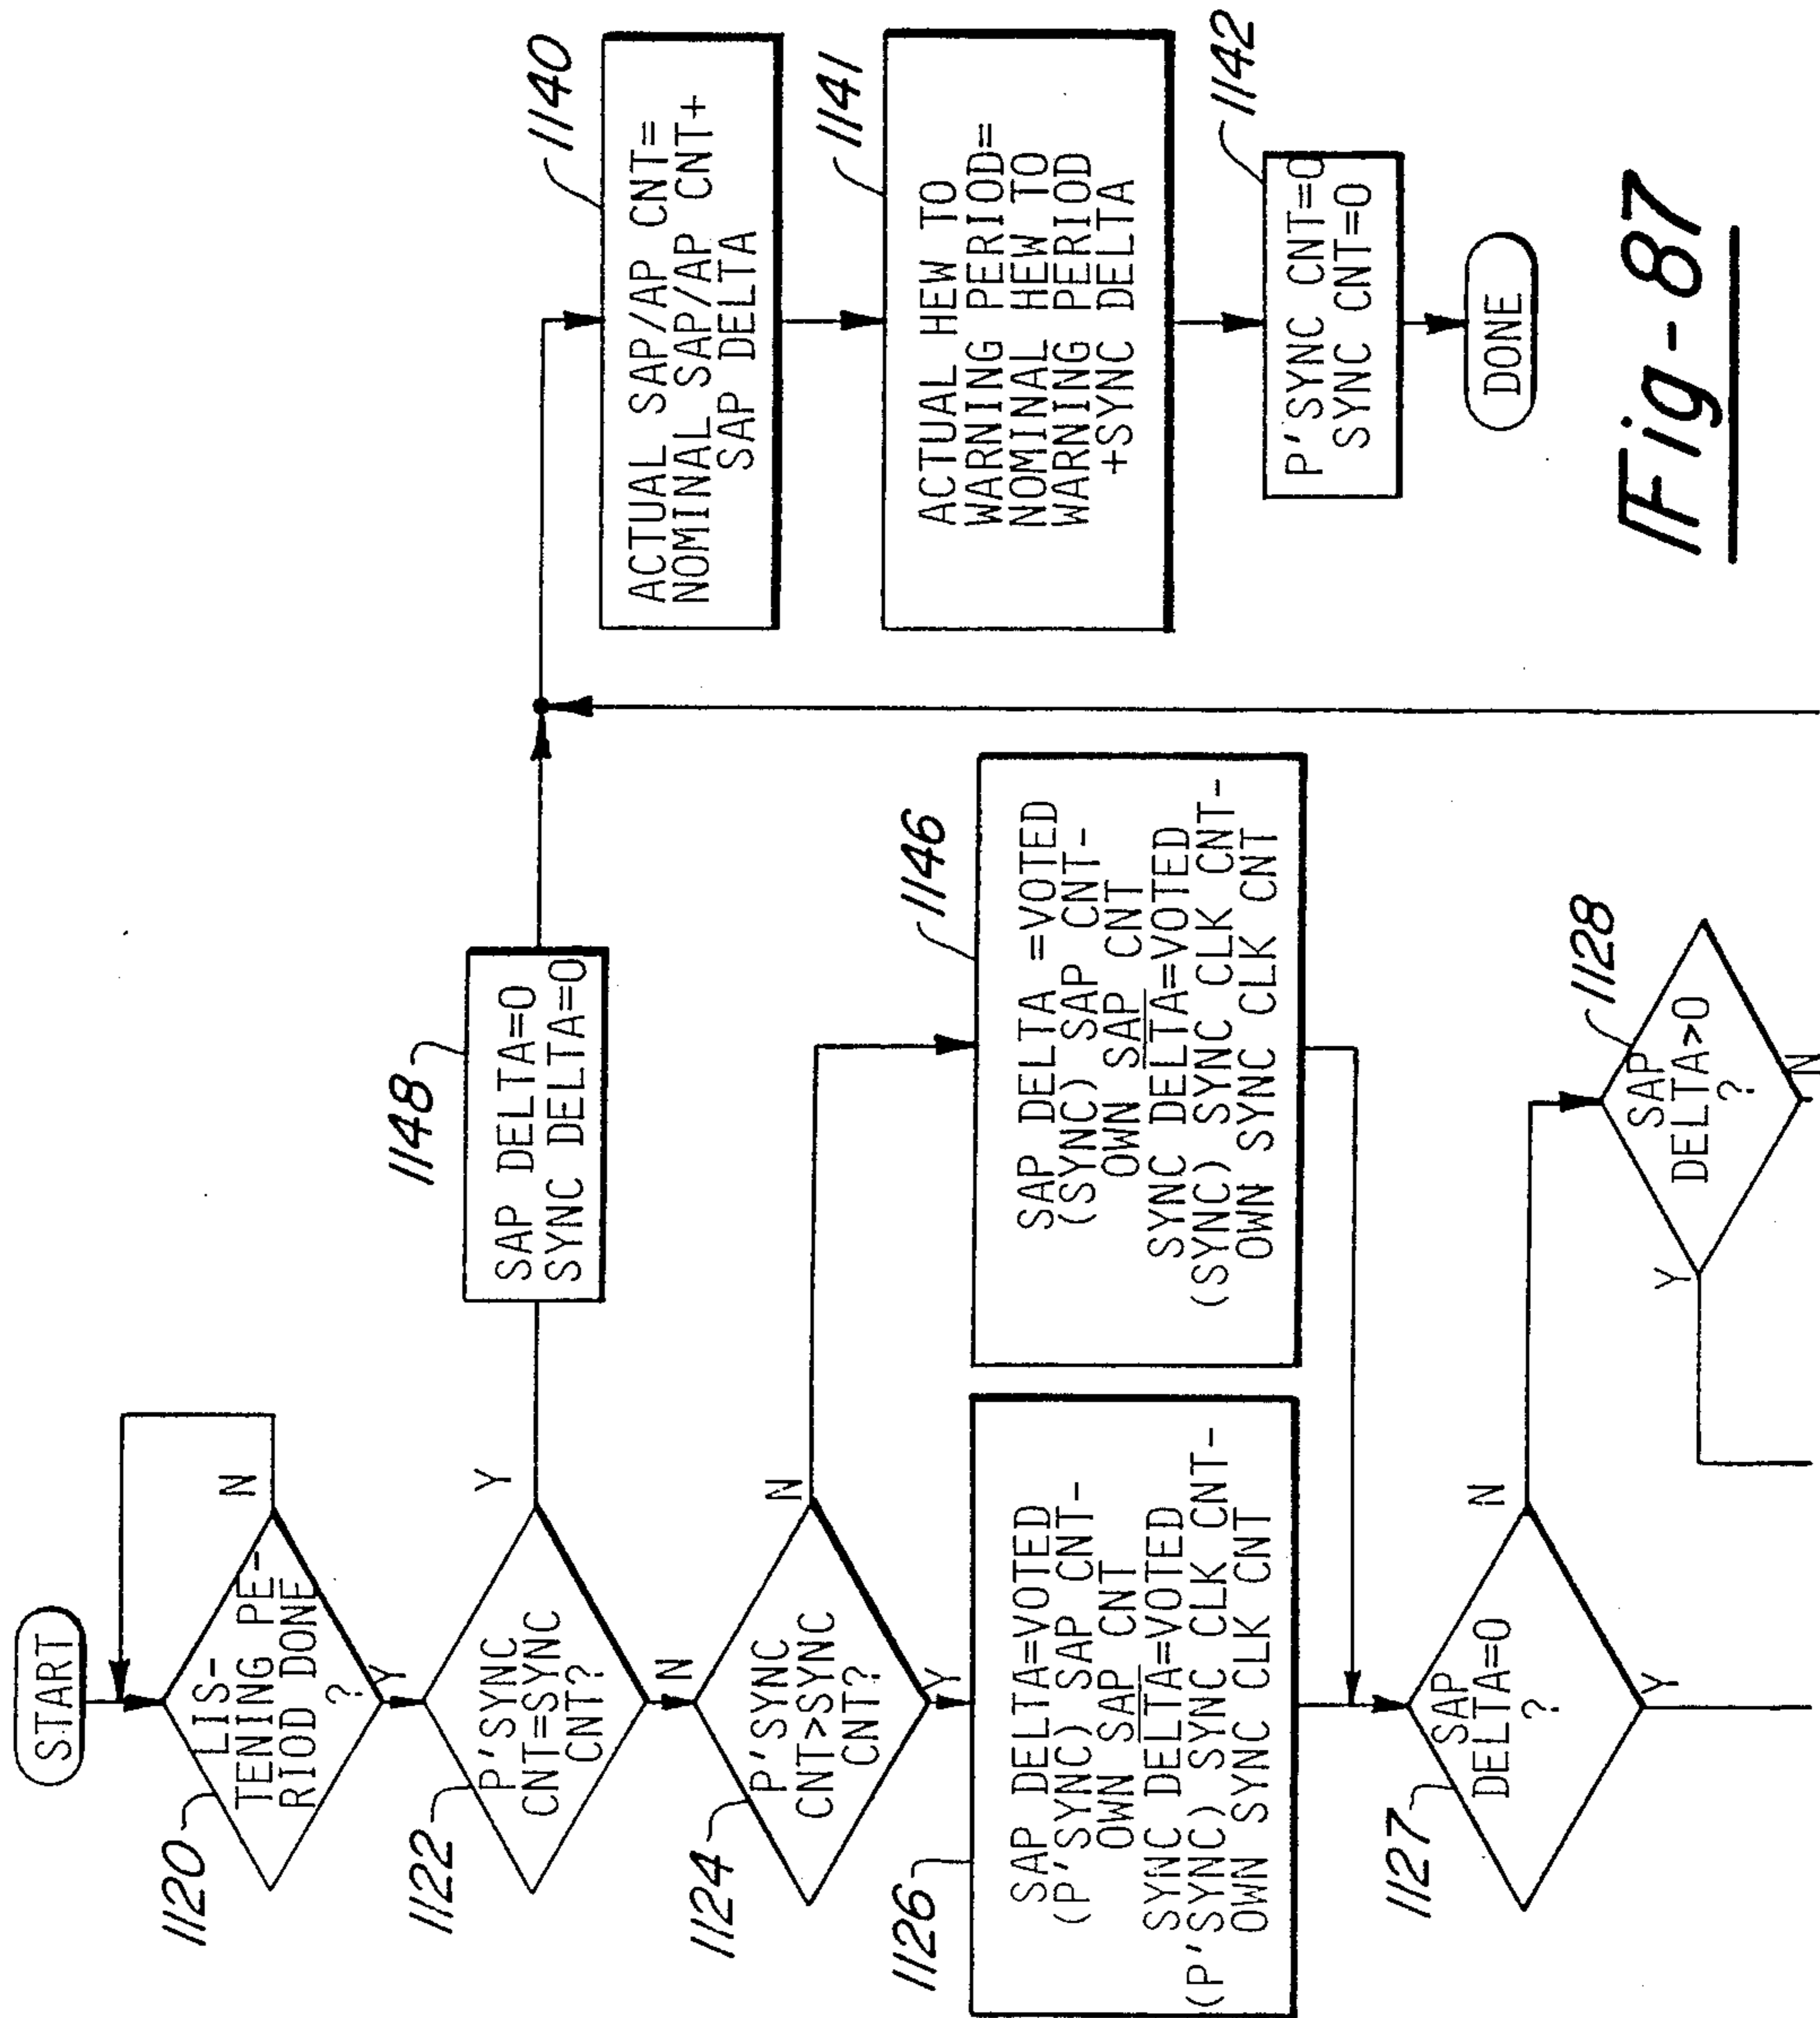 START
1120
LIS-
TENING PE-
RIOD DONE
?
N
Y
1122
P'SYNC
CNT=SYNC
CNT?
Y
N
1148
SAP DELTA=0
SYNC DELTA=0
1124
P'SYNC
CNT>SYNC
CNT?
N
Y
1126
SAP DELTA=VOTED
(P'SYNC) SAP CNT-
OWN SAP CNT
SYNC DELTA=VOTED
(P'SYNC) SYNC CLK CNT-
OWN SYNC CLK CNT
1146
SAP DELTA =VOTED
(SYNC) SAP CNT-
OWN SAP CNT
SYNC DELTA=VOTED
(SYNC) SYNC CLK CNT-
OWN SYNC CLK CNT
1127
SAP
DELTA=0
?
N
Y
1128
SAP
DELTA>0
?
Y
N
1140
ACTUAL SAP/AP CNT=
NOMINAL SAP/AP CNT+
SAP DELTA
1141
ACTUAL HEW TO
WARNING PERIOD=
NOMINAL HEW TO
WARNING PERIOD
+SYNC DELTA
1142
P'SYNC CNT=0
SYNC CNT=0
DONE
Fig-87